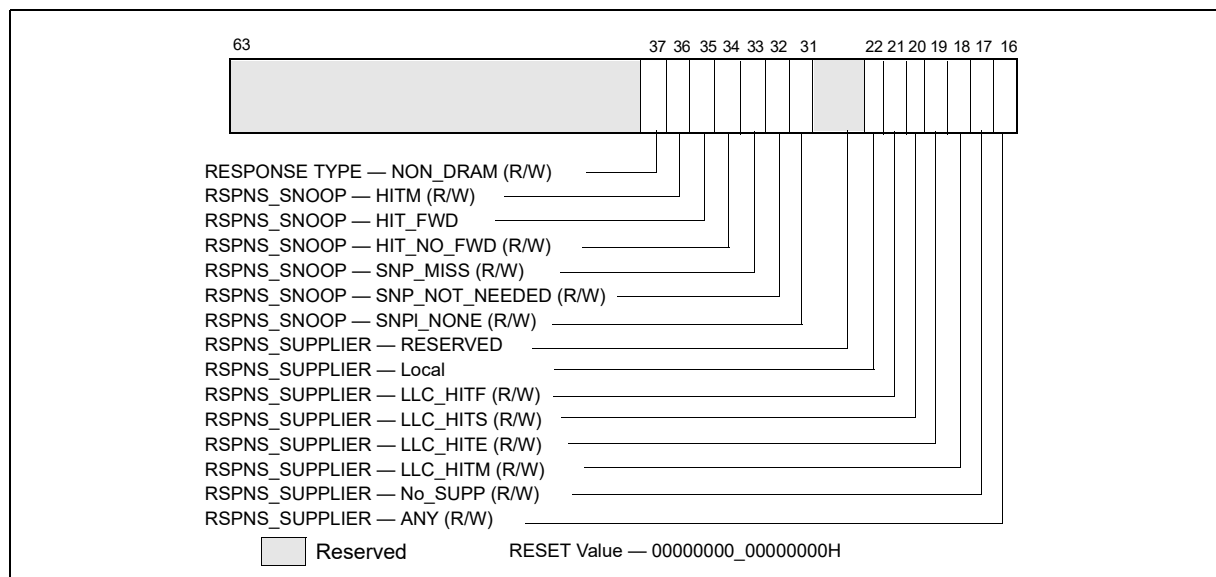 63 37 36 35 34 33 32 31 22 21 20 19 18 17 16
RESPONSE TYPE — NON_DRAM (R/W)
RSPNS_SNOOP — HITM (R/W)
RSPNS_SNOOP — HIT_FWD
RSPNS_SNOOP — HIT_NO_FWD (R/W)
RSPNS_SNOOP — SNP_MISS (R/W)
RSPNS_SNOOP — SNP_NOT_NEEDED (R/W)
RSPNS_SNOOP — SNPl_NONE (R/W)
RSPNS_SUPPLIER — RESERVED
RSPNS_SUPPLIER — Local
RSPNS_SUPPLIER — LLC_HITF (R/W)
RSPNS_SUPPLIER — LLC_HITS (R/W)
RSPNS_SUPPLIER — LLC_HITE (R/W)
RSPNS_SUPPLIER — LLC_HITM (R/W)
RSPNS_SUPPLIER — No_SUPP (R/W)
RSPNS_SUPPLIER — ANY (R/W)
Reserved RESET Value — 00000000_00000000H